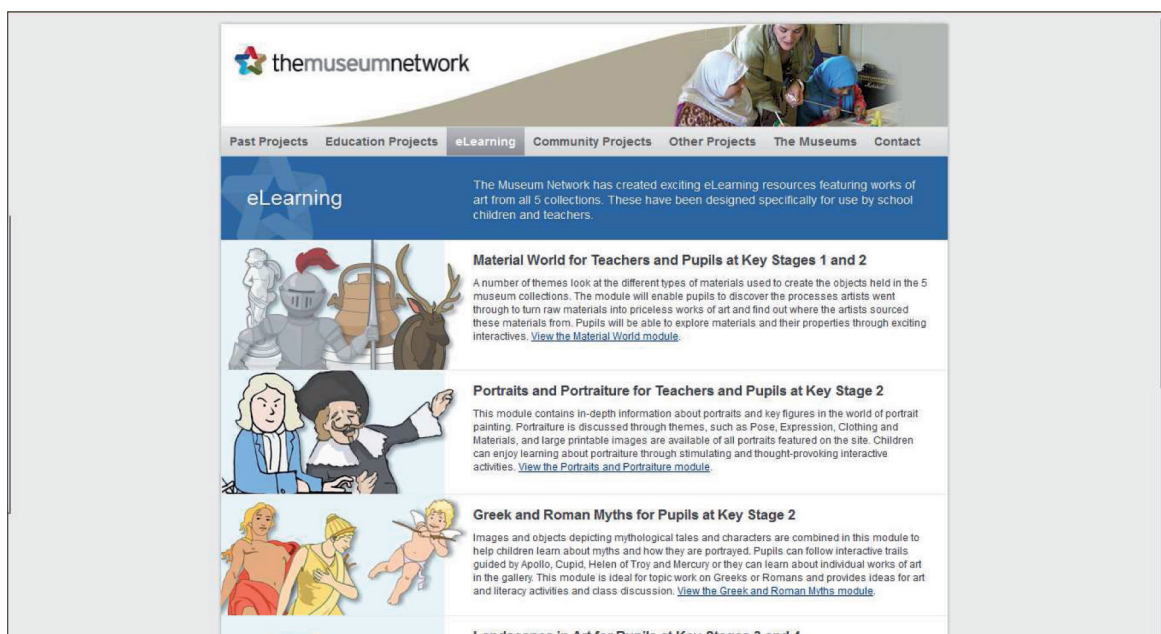 themuseumnetwork
Past Projects Education Projects eLearning Community Projects Other Projects The Museums Contact
eLearning
The Museum Network has created exciting eLearning resources featuring works of
art from all 5 collections. These have been designed specifically for use by school
children and teachers.
Material World for Teachers and Pupils at Key Stages 1 and 2
A number of themes look at the different types of materials used to create the objects held in the 5
museum collections. The module will enable pupils to discover the processes artists went
through to turn raw materials into priceless works of art and find out where the artists sourced
these materials from. Pupils will be able to explore materials and their properties through exciting
interactives. View the Material World module.
Portraits and Portraiture for Teachers and Pupils at Key Stage 2
This module contains in-depth information about portraits and key figures in the world of portrait
painting. Portraiture is discussed through themes, such as Pose, Expression, Clothing and
Materials, and large printable images are available of all portraits featured on the site. Children
can enjoy learning about portraiture through stimulating and thought-provoking interactive
activities. View the Portraits and Portraiture module.
Greek and Roman Myths for Pupils at Key Stage 2
Images and objects depicting mythological tales and characters are combined in this module to
help children learn about myths and how they are portrayed. Pupils can follow interactive trails
guided by Apollo, Cupid, Helen of Troy and Mercury or they can learn about individual works of art
in the gallery. This module is ideal for topic work on Greeks or Romans and provides ideas for art
and literacy activities and class discussion. View the Greek and Roman Myths module.
Landscapes in Art for Pupils at Key Stages 3 and 4